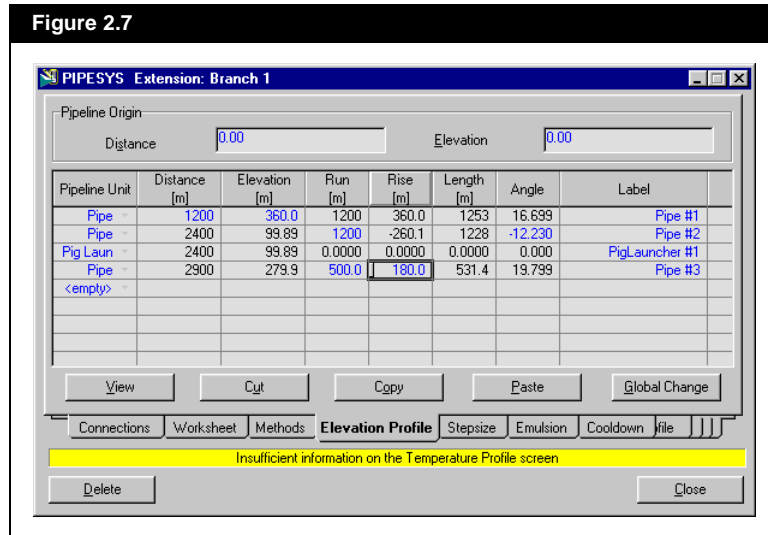 Figure 2.7
PIPESYS Extension: Branch 1
Pipeline Origin
Distance 0.00 Elevation 0.00
Pipeline Unit Distance [m] Elevation [m] Run [m] Rise [m] Length [m] Angle Label
Pipe 1200 360.0 1200 360.0 1253 16.699 Pipe #1
Pipe 2400 99.89 1200 -260.1 1228 -12.230 Pipe #2
Pig Laun 2400 99.89 0.0000 0.0000 0.0000 0.000 PigLauncher #1
Pipe 2900 279.9 500.0 180.0 531.4 19.799 Pipe #3
<empty>
View Cut Copy Paste Global Change
Connections Worksheet Methods Elevation Profile Stepsize Emulsion Cooldown
Insufficient information on the Temperature Profile screen
Delete Close